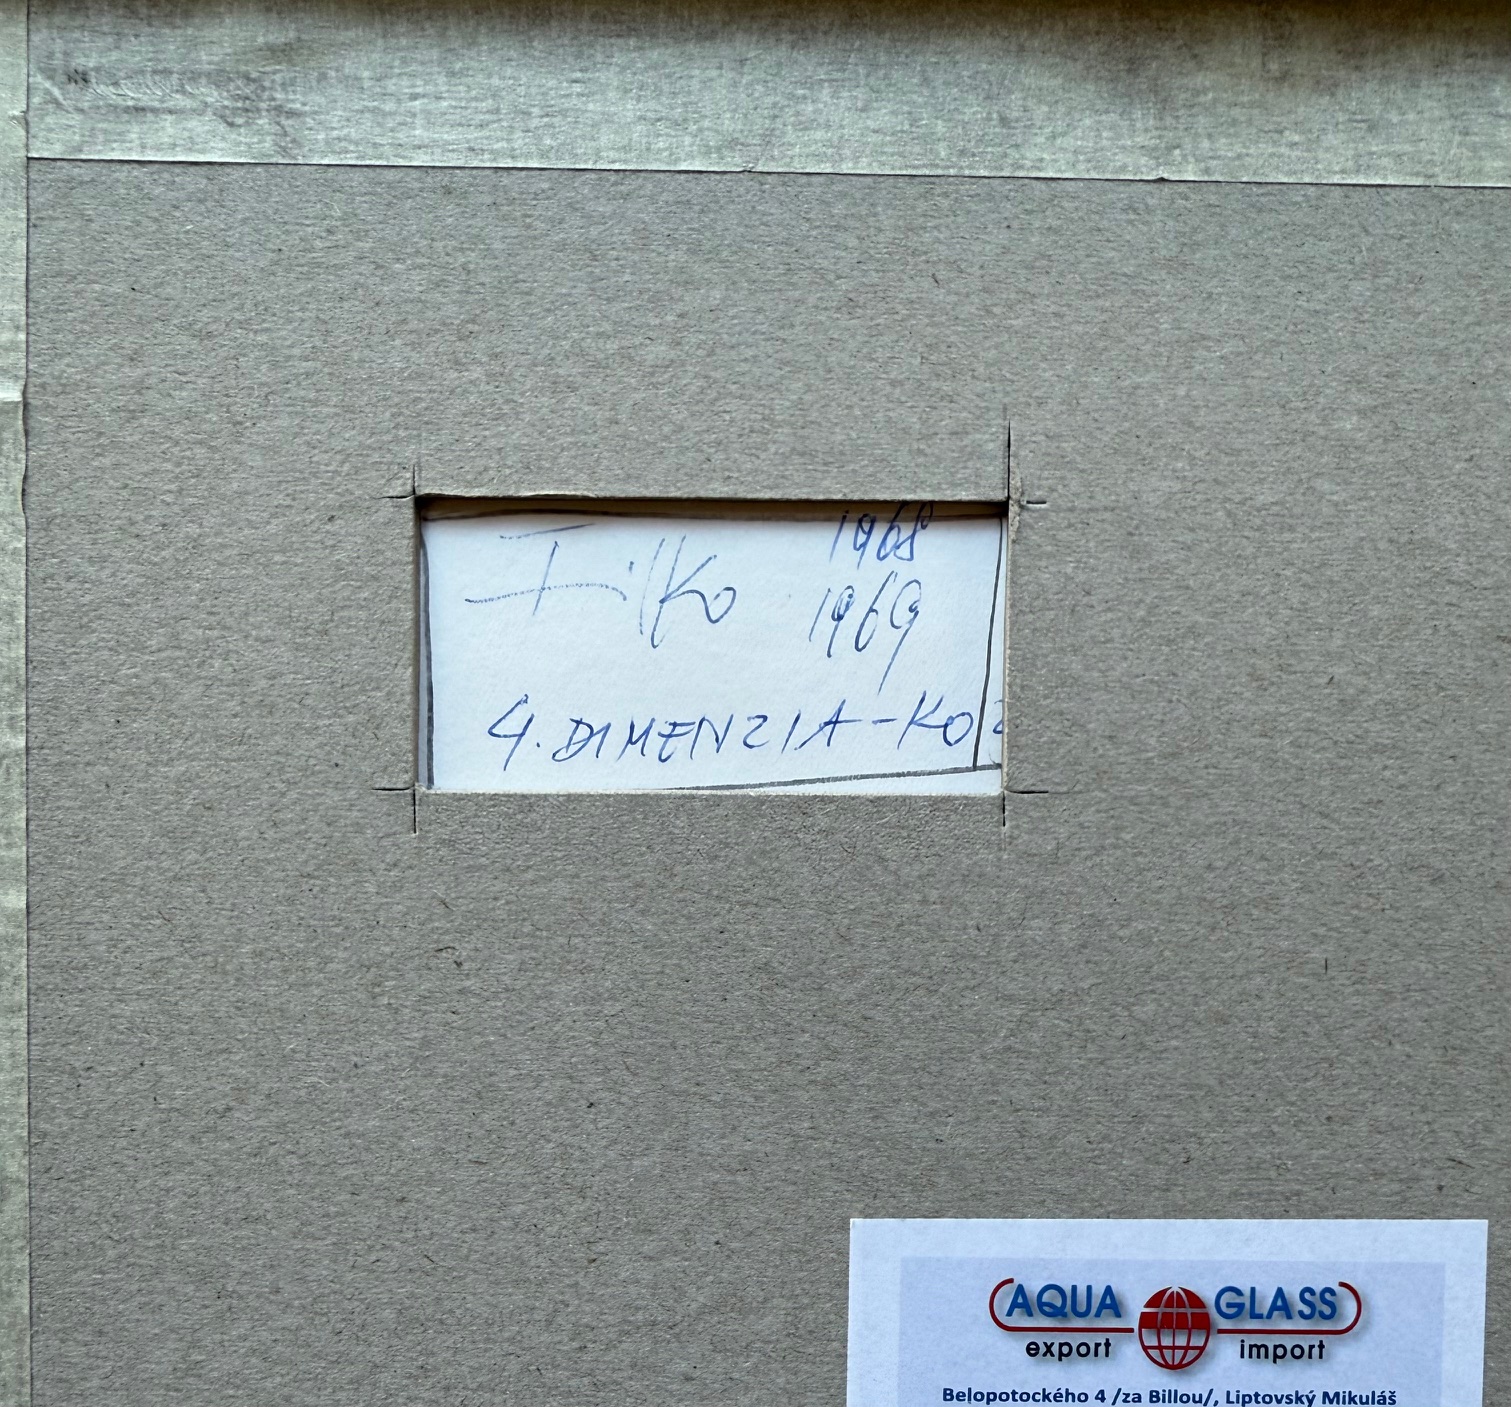 Filko 1968
1969
4. DIMENZIA-KO
AQUA GLASS
export import
Belopotockého 4 /za Billou/, Liptovský Mikuláš